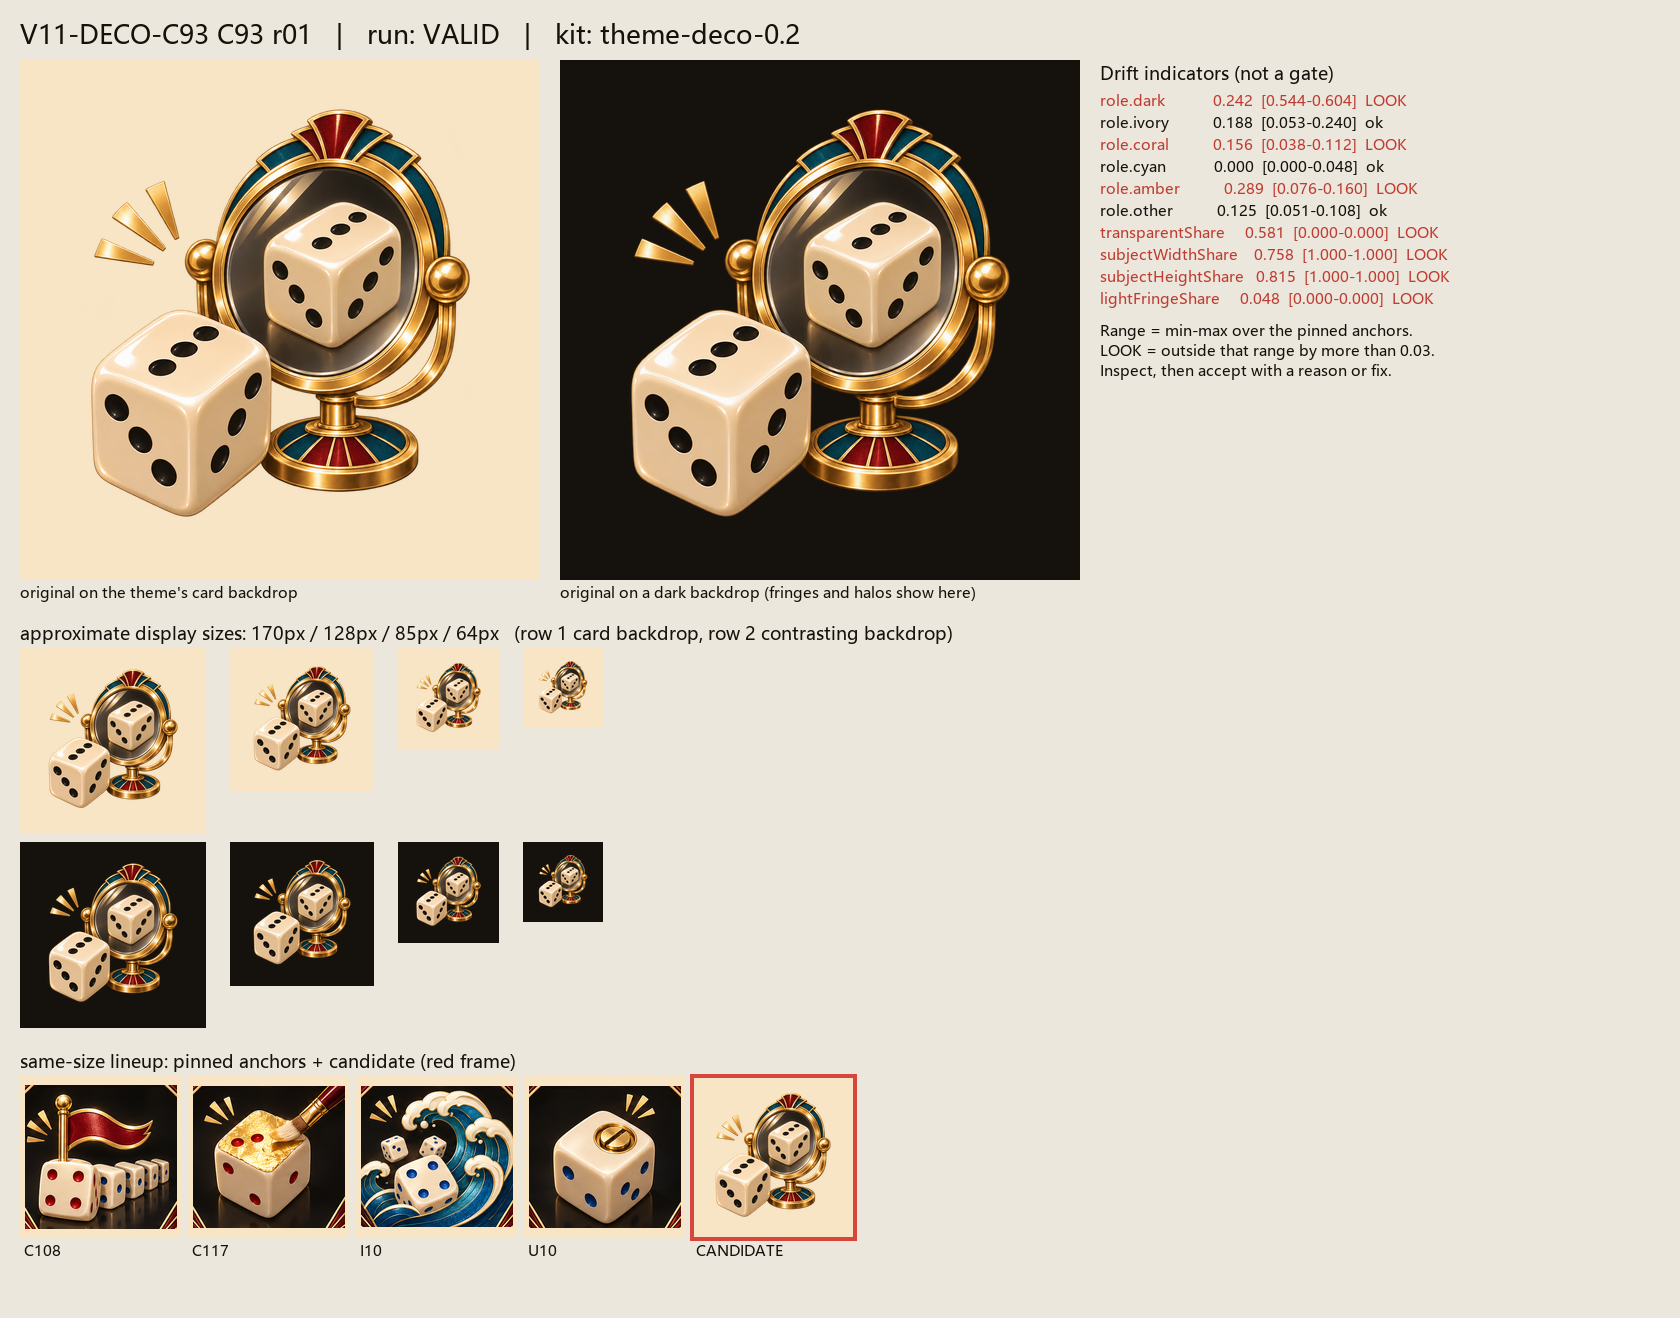 V11-DECO-C93 C93 r01 | run: VALID | kit: theme-deco-0.2
Drift indicators (not a gate)
role.dark 0.242 [0.544-0.604] LOOK
role.ivory 0.188 [0.053-0.240] ok
role.coral 0.156 [0.038-0.112] LOOK
role.cyan 0.000 [0.000-0.048] ok
role.amber 0.289 [0.076-0.160] LOOK
role.other 0.125 [0.051-0.108] ok
transparentShare 0.581 [0.000-0.000] LOOK
subjectWidthShare 0.758 [1.000-1.000] LOOK
subjectHeightShare 0.815 [1.000-1.000] LOOK
lightFringeShare 0.048 [0.000-0.000] LOOK
Range = min-max over the pinned anchors.
LOOK = outside that range by more than 0.03.
Inspect, then accept with a reason or fix.
original on the theme's card backdrop
original on a dark backdrop (fringes and halos show here)
approximate display sizes: 170px / 128px / 85px / 64px (row 1 card backdrop, row 2 contrasting backdrop)
same-size lineup: pinned anchors + candidate (red frame)
C108
C117
I10
U10
CANDIDATE